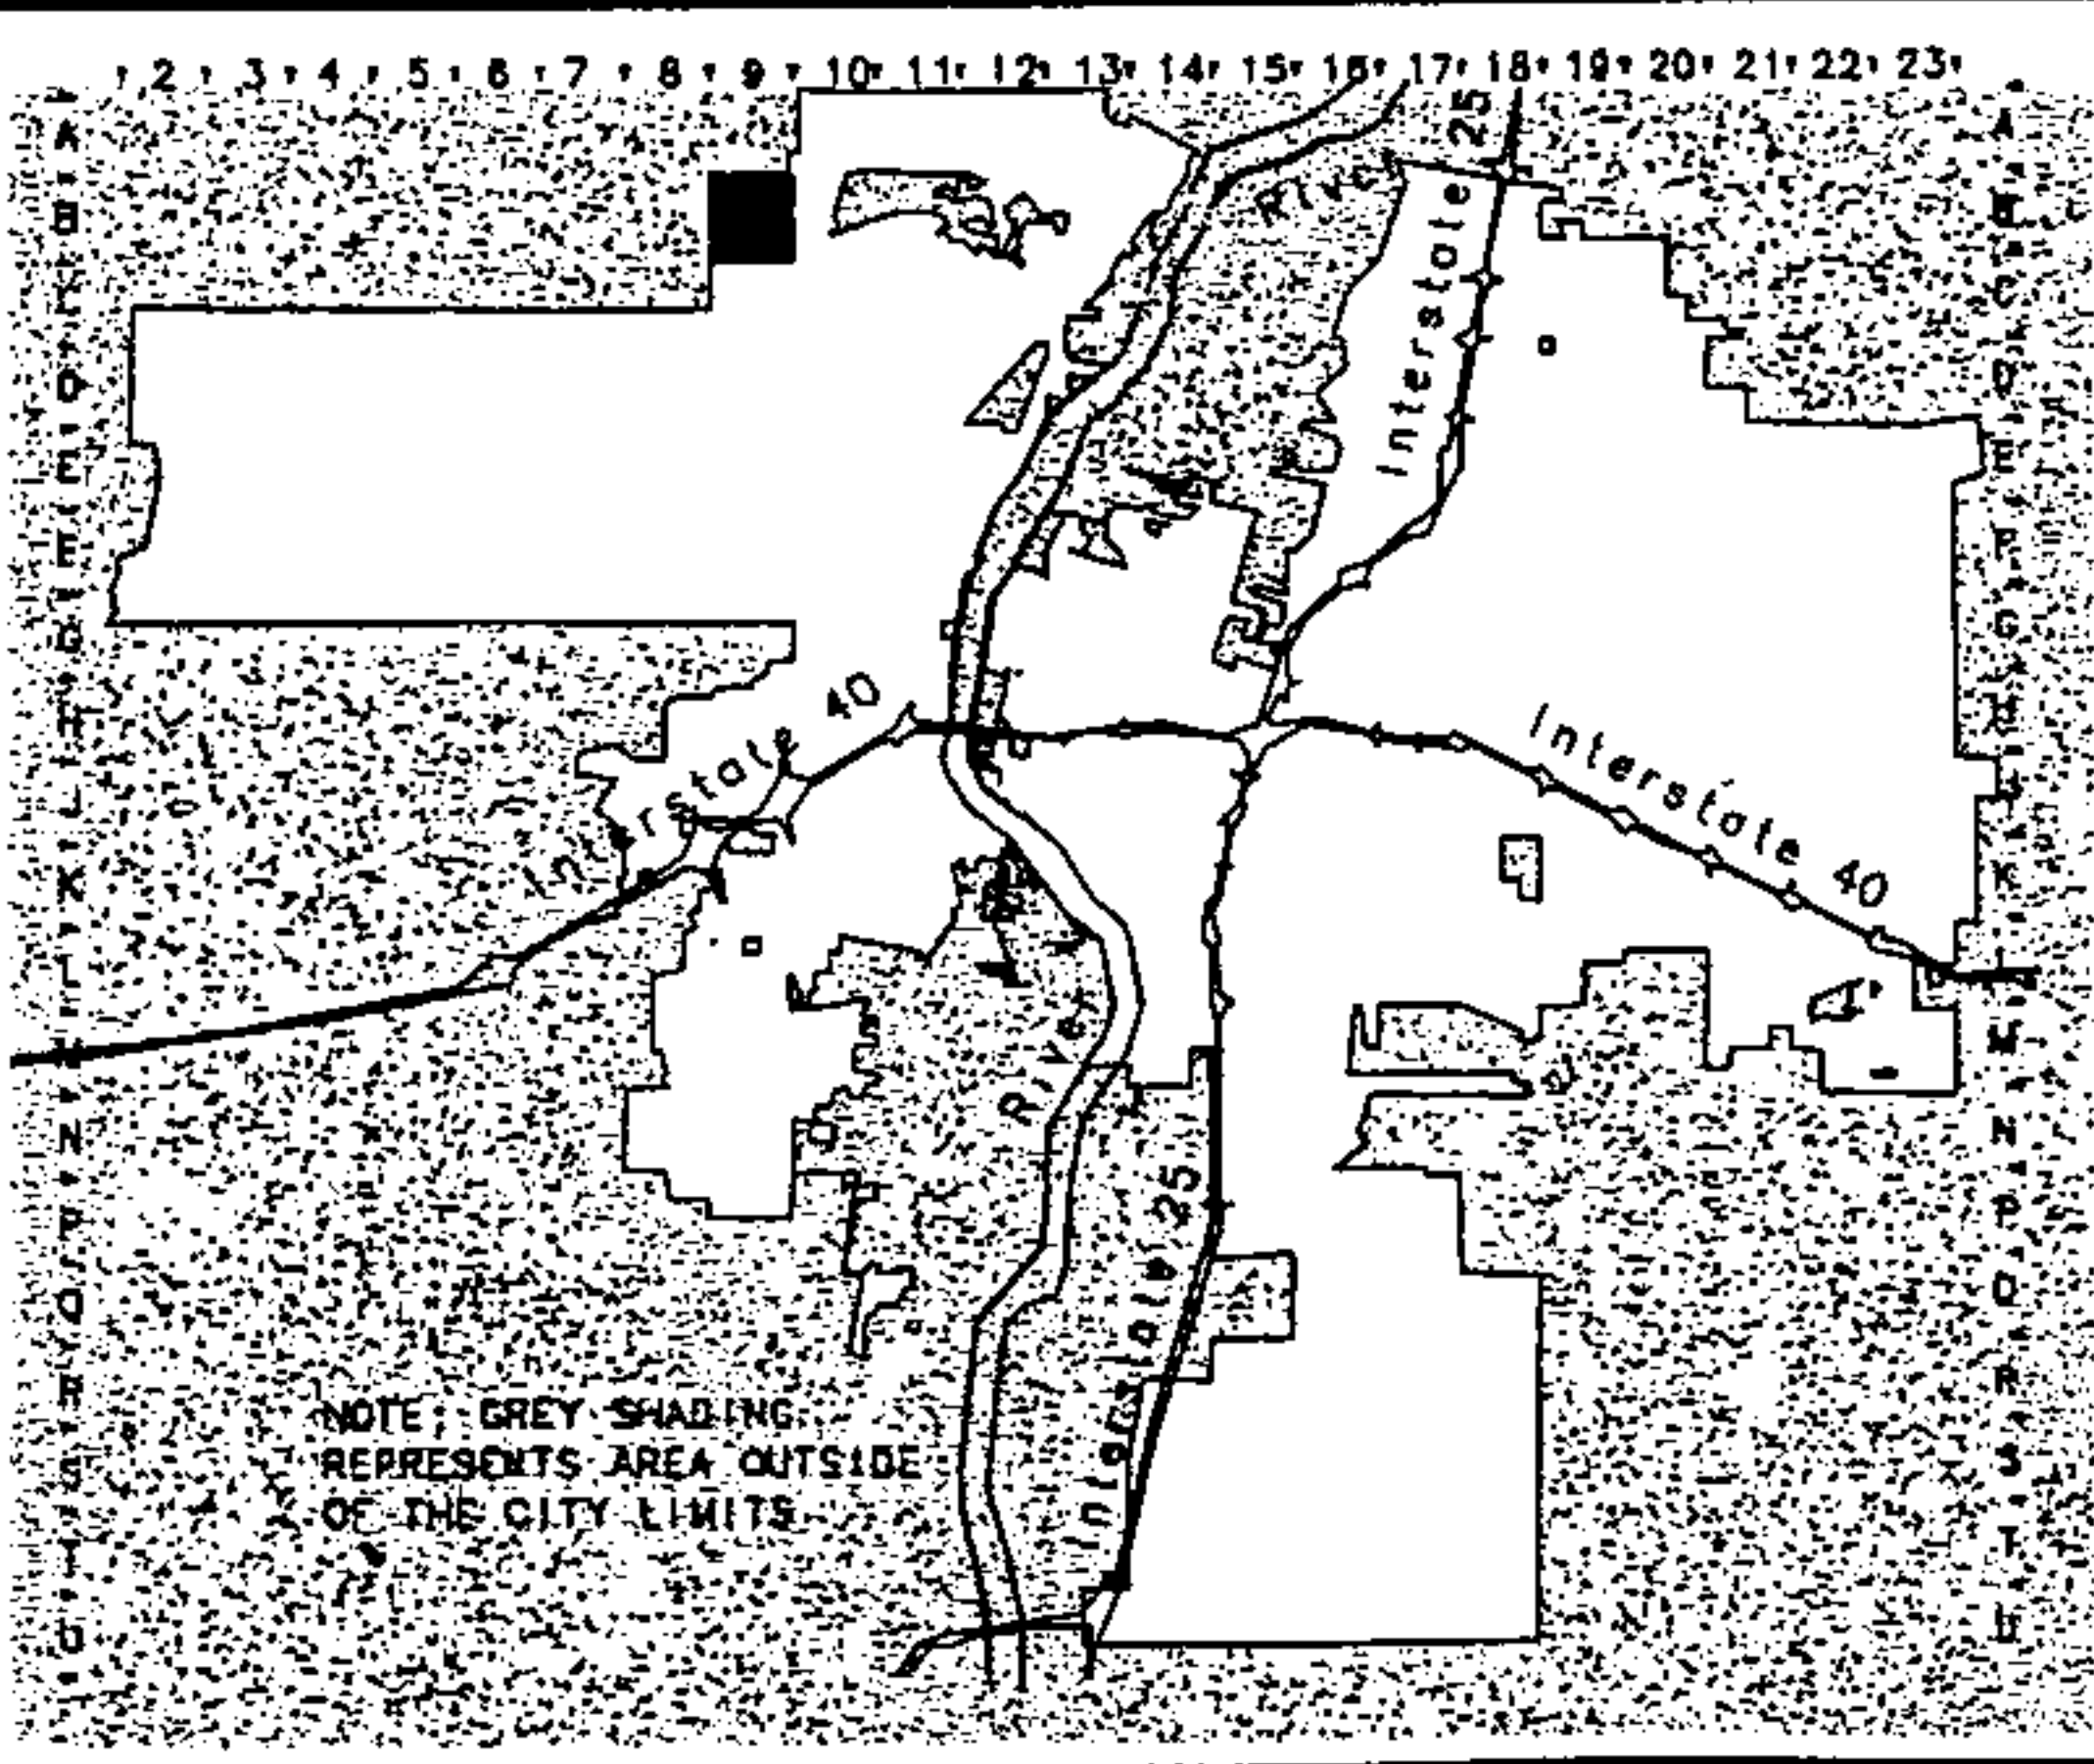 2 3 4 5 6 7 8 9 10 11 12 13 14 15 16 17 18 19 20 21 22 23
A
B
C
D
E
F
G
H
J
K
L
M
N
P
Q
R
S
T
U
A
B
C
D
E
F
G
H
J
K
L
M
N
P
Q
R
S
T
U
River
Interstate 25
Interstate 40
Interstate 40
River
Interstate 25
NOTE: GREY SHADING
REPRESENTS AREA OUTSIDE
OF THE CITY LIMITS